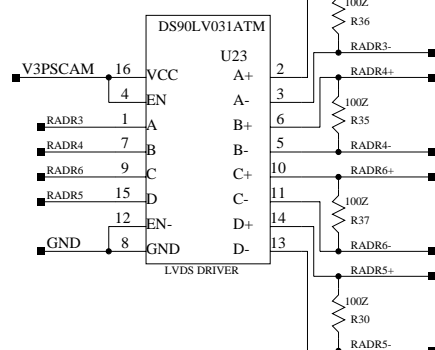 100Z
R36
DS90LV031ATM
U23
RADR3-
V3PSCAM 16 VCC A+ 2 RADR4+
4 EN A- 3
RADR3 1 A B+ 6 100Z
R35
RADR4 7 B B- 5 RADR4-
RADR6 9 C C+ 10 RADR6+
RADR5 15 D C- 11 100Z
R37
12 EN- D+ 14
GND 8 GND D- 13 RADR6-
LVDS DRIVER
RADR5+
100Z
R30
RADR5-